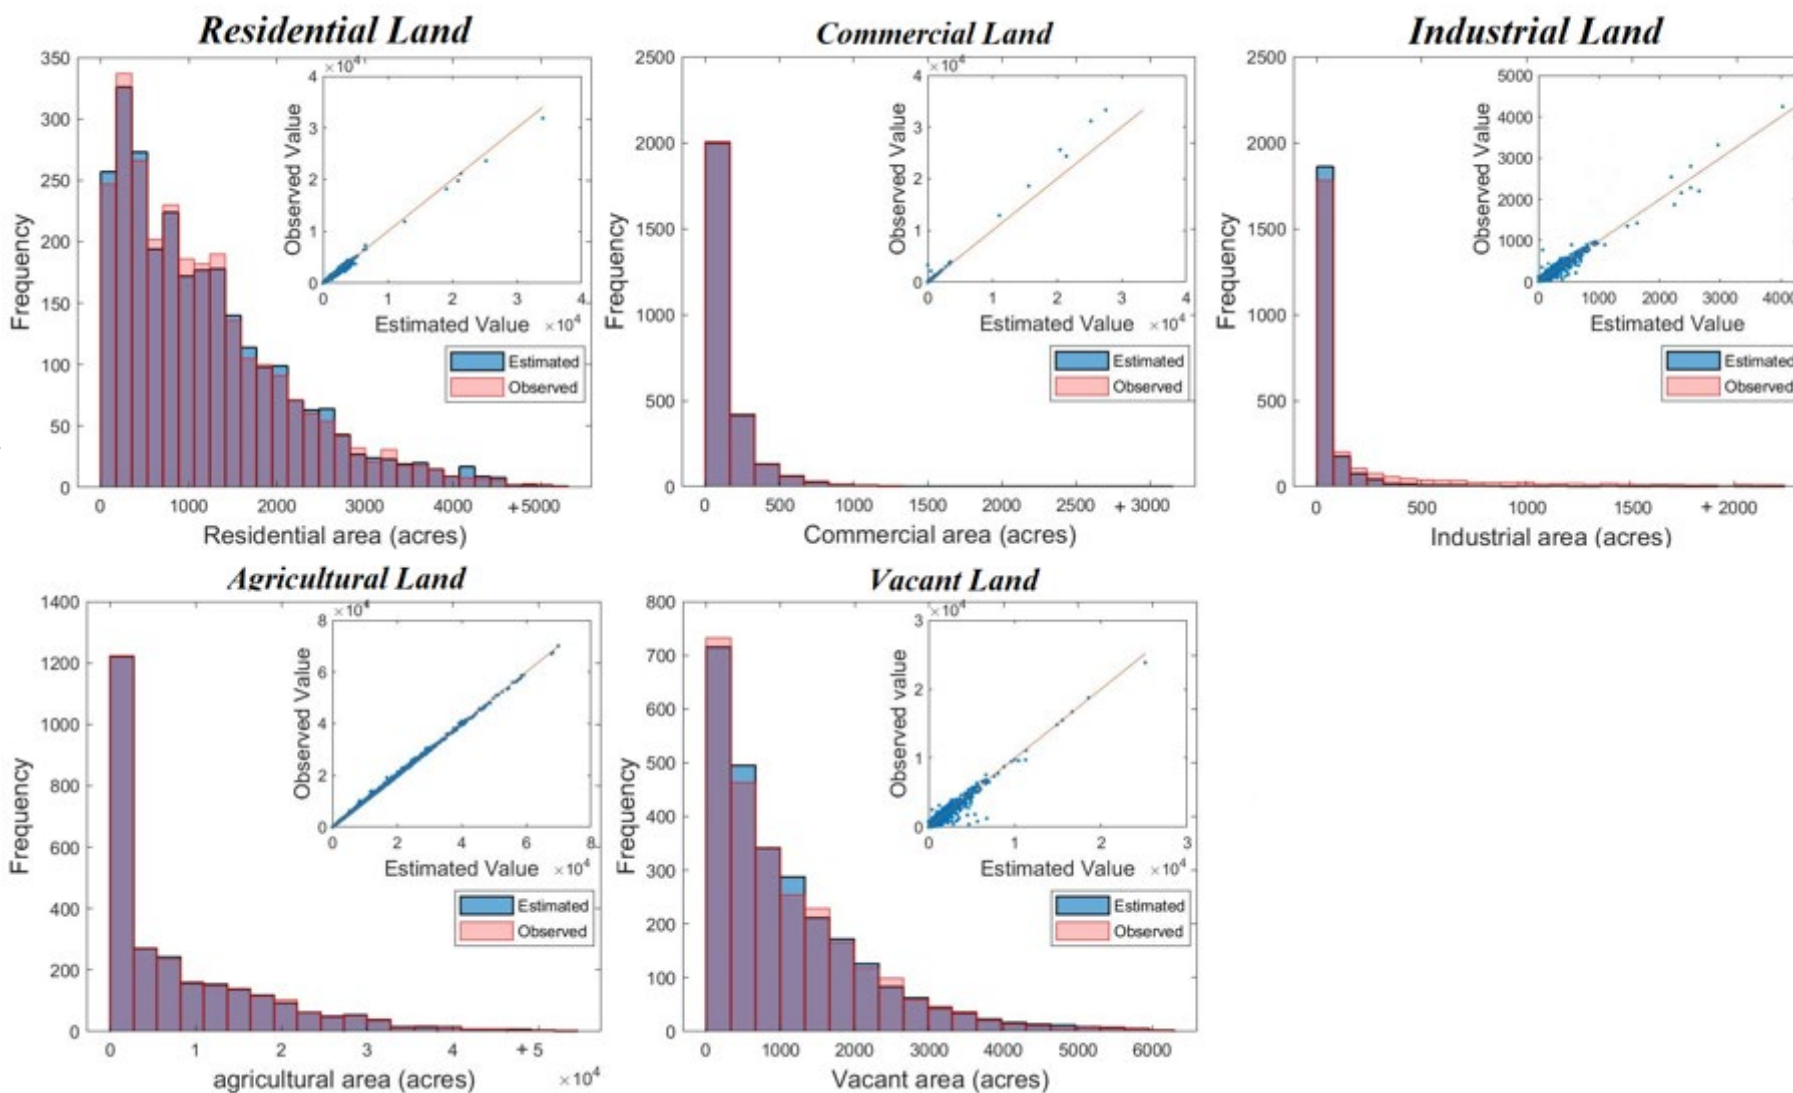 Residential Land
350
300
250
200
150
100
50
0
0 1000 2000 3000 4000 +5000
Frequency
Residential area (acres)
×10⁴
4
3
2
1
0
0 1 2 3 4
Observed Value
Estimated Value ×10⁴
Estimated
Observed
Commercial Land
2500
2000
1500
1000
500
0
0 500 1000 1500 2000 2500 + 3000
Frequency
Commercial area (acres)
×10⁴
4
3
2
1
0
0 1 2 3 4
Observed Value
Estimated Value ×10⁴
Estimated
Observed
Industrial Land
2500
2000
1500
1000
500
0
0 500 1000 1500 + 2000
Frequency
Industrial area (acres)
5000
4000
3000
2000
1000
0
0 1000 2000 3000
Observed Value
Estimated Value
Estimated
Observed
Agricultural Land
1400
1200
1000
800
600
400
200
0
0 1 2 3 4 + 5
Frequency
agricultural area (acres) ×10⁴
×10⁴
8
6
4
2
0
0 2 4 6 8
Observed Value
Estimated Value ×10⁴
Estimated
Observed
Vacant Land
800
700
600
500
400
300
200
100
0
0 1000 2000 3000 4000 5000 6000
Frequency
Vacant area (acres)
×10⁴
3
2
1
0
0 1 2 3
Observed value
Estimated Value ×10⁴
Estimated
Observed